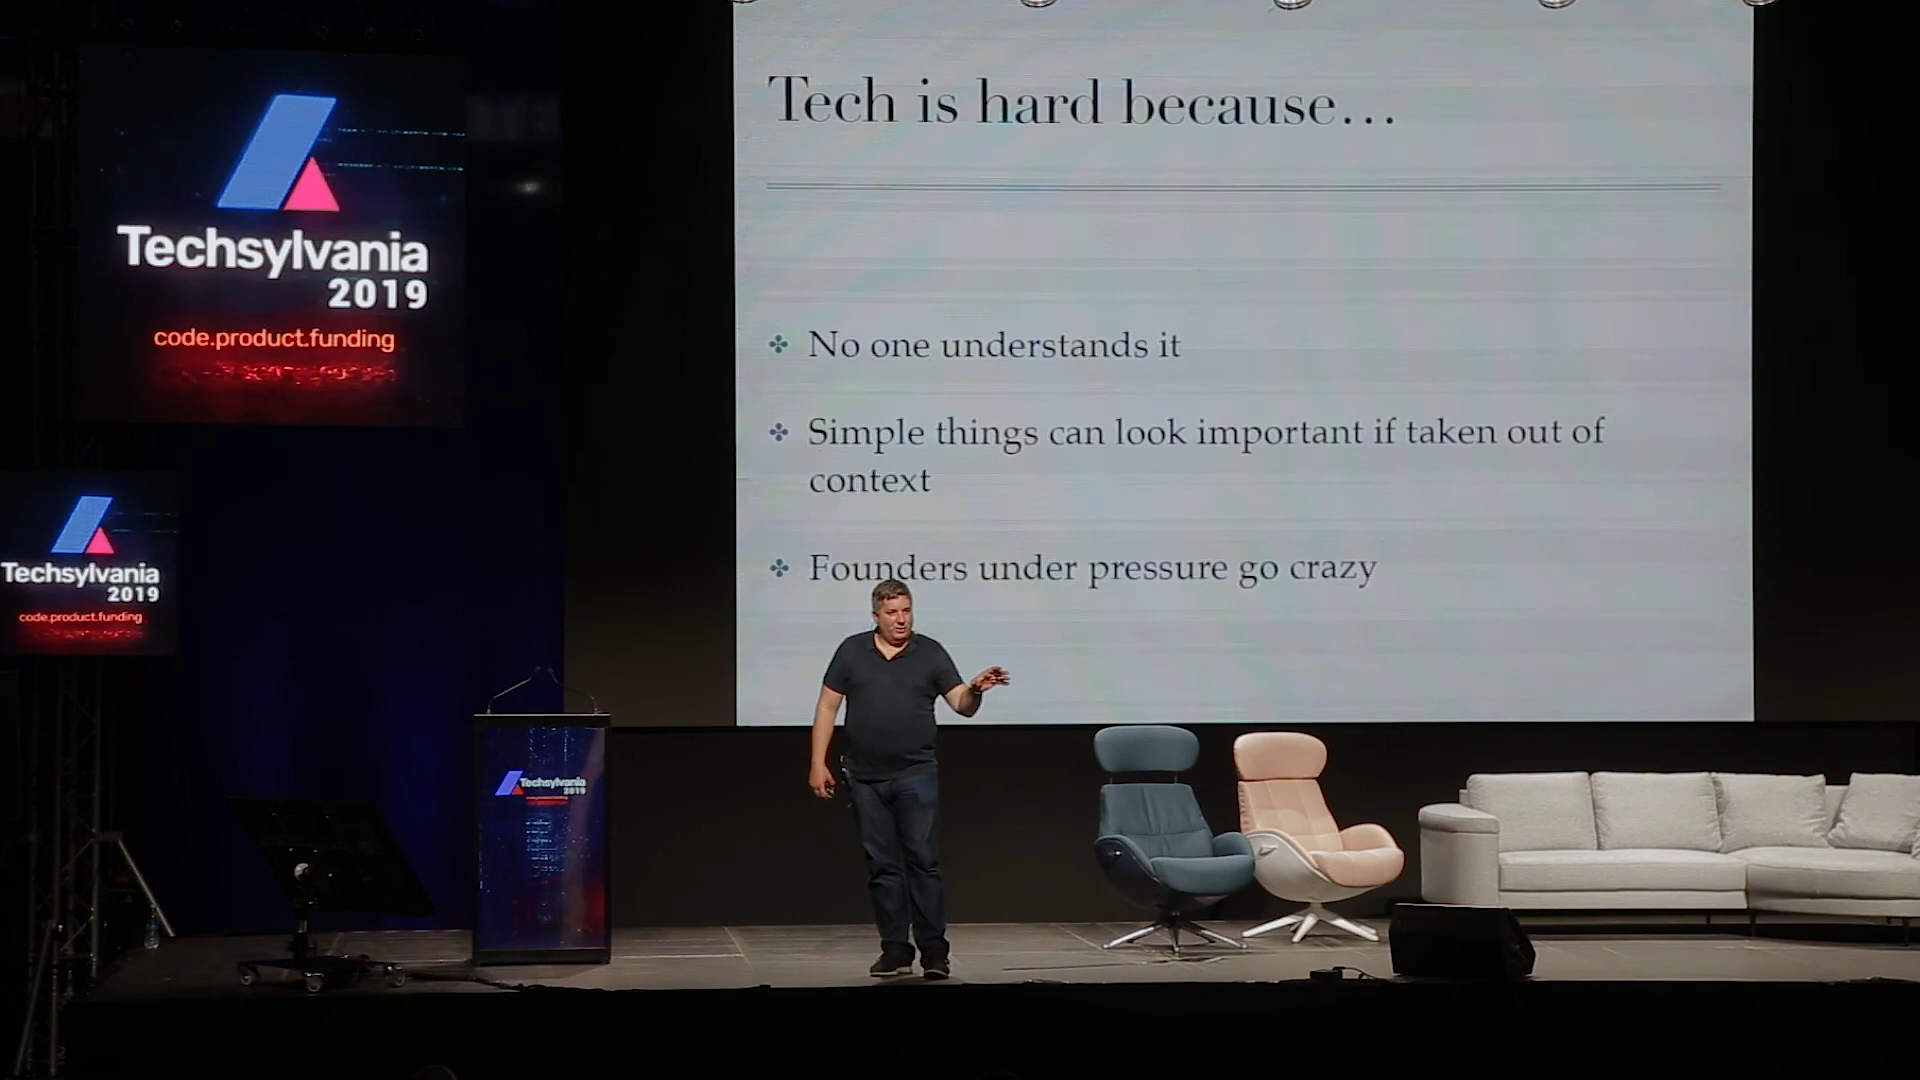 Techsylvania
2019
code.product.funding
Techsylvania
2019
code.product.funding
Techsylvania
2019
Tech is hard because...
No one understands it
Simple things can look important if taken out of
context
Founders under pressure go crazy